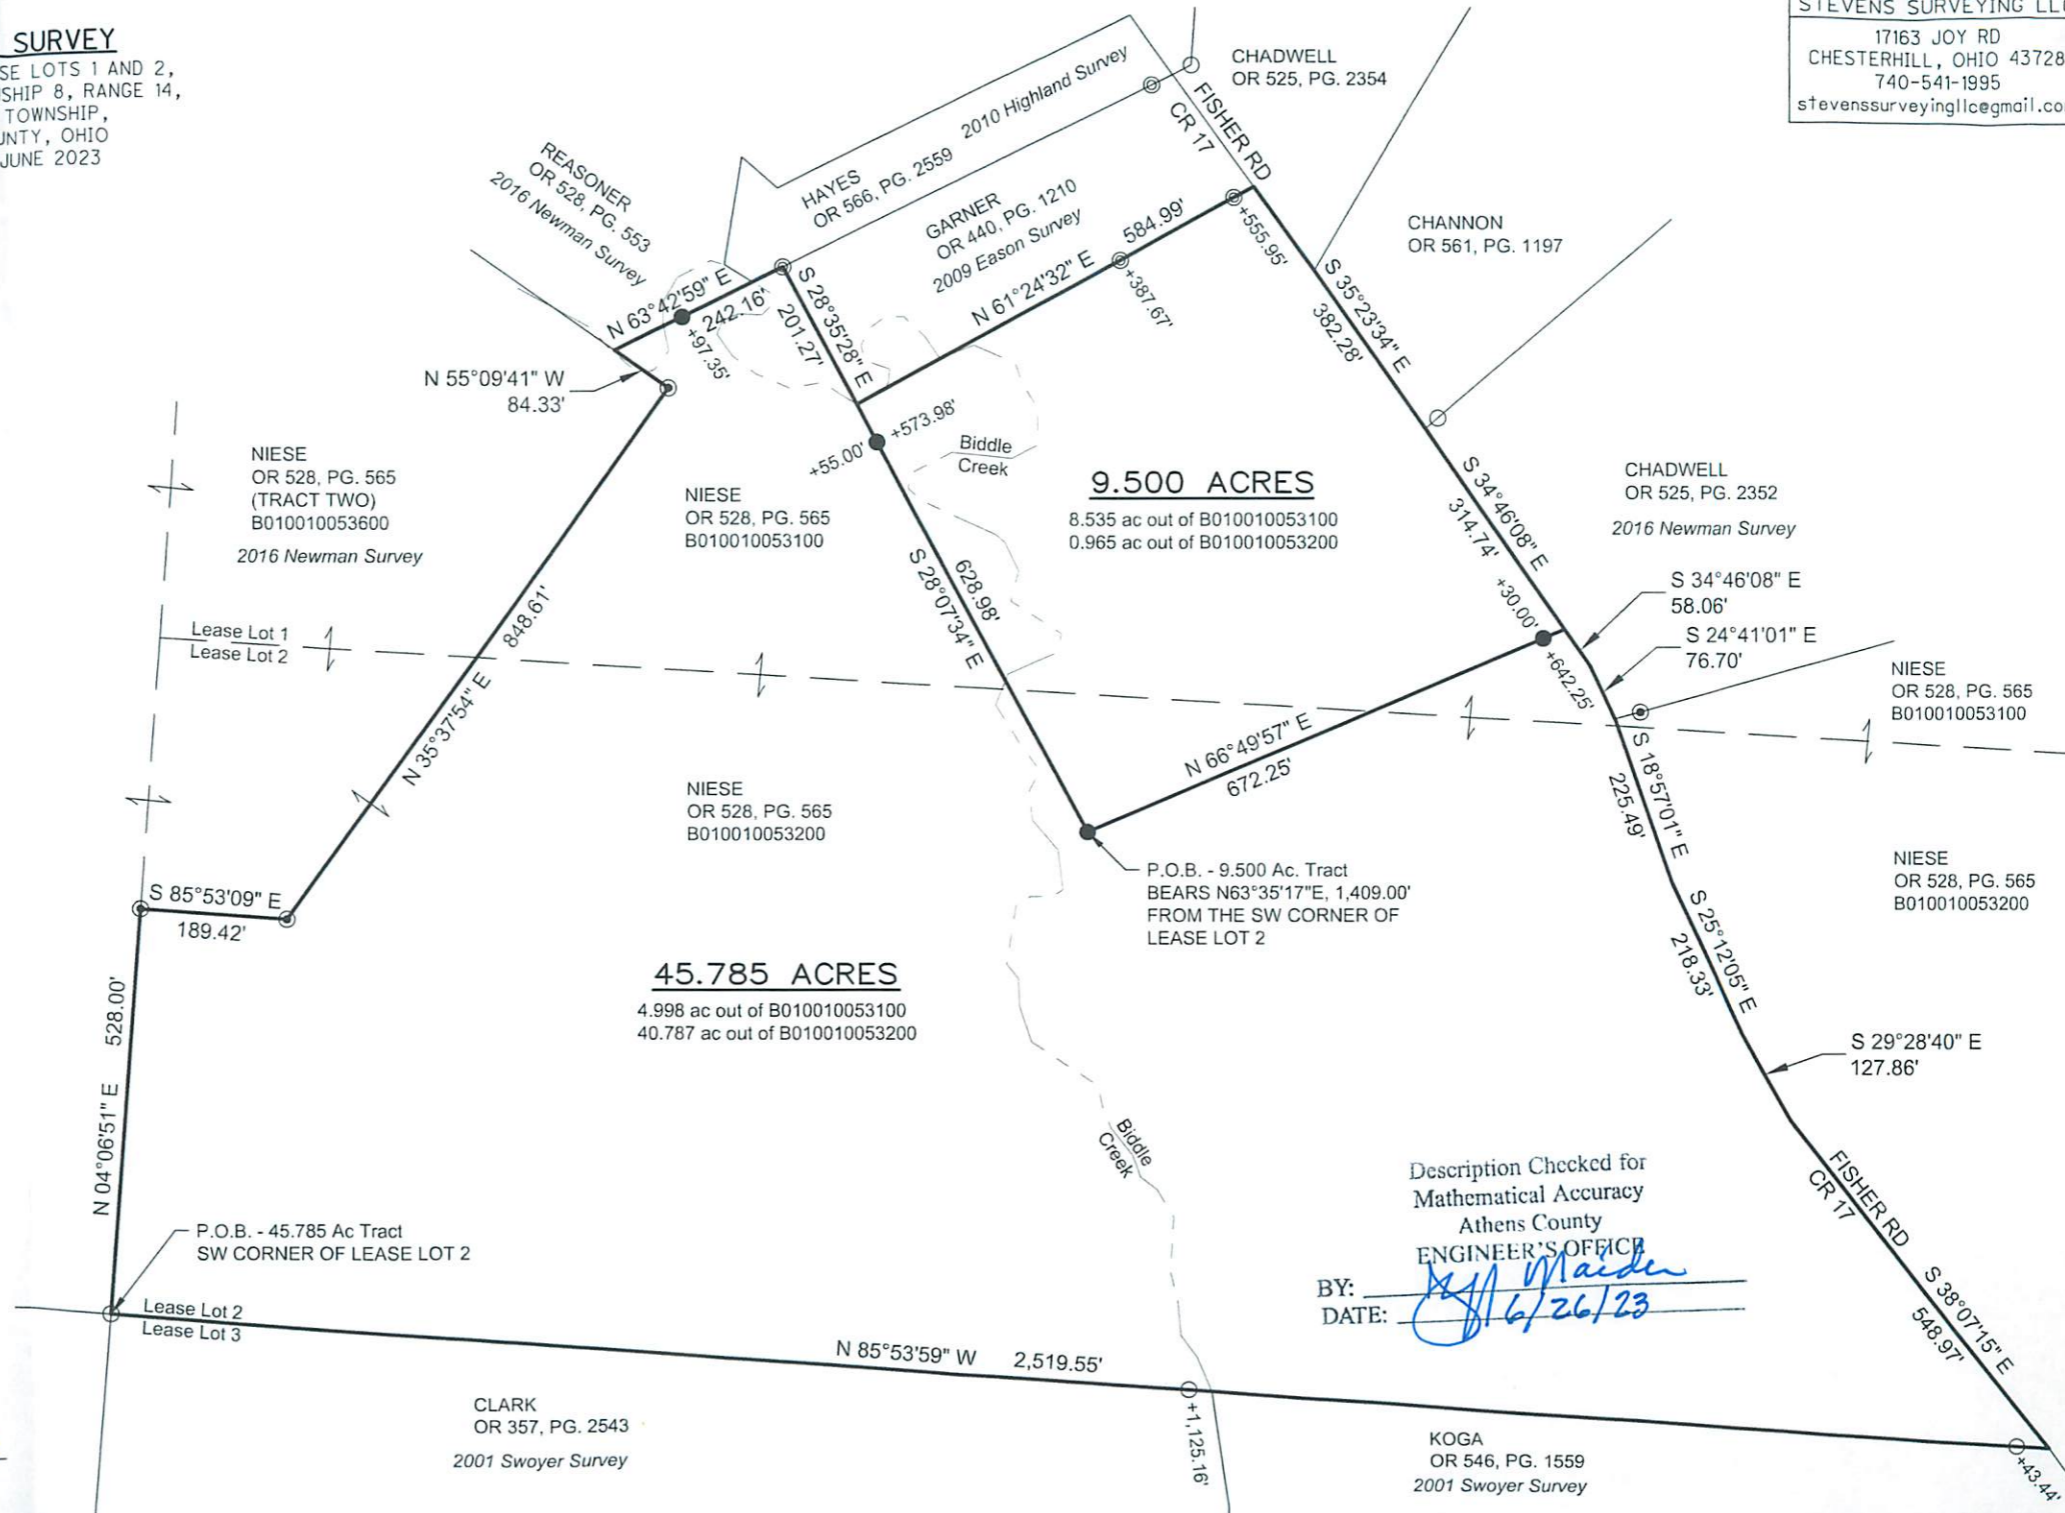 SURVEY
SE LOTS 1 AND 2,
SHIP 8, RANGE 14,
TOWNSHIP,
UNTY, OHIO
JUNE 2023
STEVENS SURVEYING LLC
17163 JOY RD
CHESTERHILL, OHIO 43728
740-541-1995
stevenssurveyingllc@gmail.co
CHADWELL
OR 525, PG. 2354
FISHER RD
CR 17
2010 Highland Survey
HAYES
OR 566, PG. 2559
REASONER
OR 528, PG. 553
2016 Newman Survey
GARNER
OR 440, PG. 1210
2009 Eason Survey
N 61°24'32" E
584.99'
+555.95'
+387.67'
CHANNON
OR 561, PG. 1197
S 35°23'34" E
382.28'
N 63°42'59" E
242.16'
+97.35'
S 28°35'28" E
201.27'
N 55°09'41" W
84.33'
+55.00'
+573.98'
Biddle
Creek
NIESE
OR 528, PG. 565
(TRACT TWO)
B010010053600
2016 Newman Survey
NIESE
OR 528, PG. 565
B010010053100
9.500 ACRES
8.535 ac out of B010010053100
0.965 ac out of B010010053200
S 34°46'08" E
314.74'
CHADWELL
OR 525, PG. 2352
2016 Newman Survey
628.98'
S 28°07'34" E
+30.00'
+642.25'
S 34°46'08" E
58.06'
S 24°41'01" E
76.70'
Lease Lot 1
Lease Lot 2
848.61'
N 35°37'54" E
NIESE
OR 528, PG. 565
B010010053100
N 66°49'57" E
672.25'
S 18°57'01" E
225.49'
NIESE
OR 528, PG. 565
B010010053200
P.O.B. - 9.500 Ac. Tract
BEARS N63°35'17"E, 1,409.00'
FROM THE SW CORNER OF
LEASE LOT 2
NIESE
OR 528, PG. 565
B010010053200
S 85°53'09" E
189.42'
S 25°12'05" E
218.33'
45.785 ACRES
4.998 ac out of B010010053100
40.787 ac out of B010010053200
528.00'
N 04°06'51" E
S 29°28'40" E
127.86'
Biddle
Creek
FISHER RD
CR 17
Description Checked for
Mathematical Accuracy
Athens County
ENGINEER'S OFFICE
BY: Maiden
DATE: 6/26/23
P.O.B. - 45.785 Ac Tract
SW CORNER OF LEASE LOT 2
S 38°07'15" E
548.97'
Lease Lot 2
Lease Lot 3
N 85°53'59" W 2,519.55'
CLARK
OR 357, PG. 2543
2001 Swoyer Survey
+1,125.16'
KOGA
OR 546, PG. 1559
2001 Swoyer Survey
+43.44'